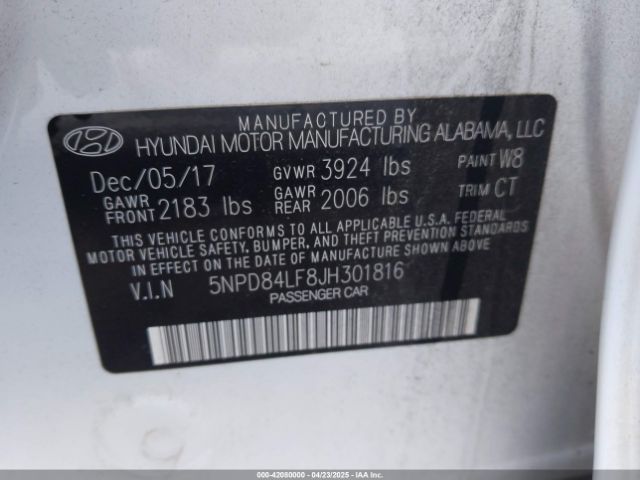 MANUFACTURED BY
HYUNDAI MOTOR MANUFACTURING ALABAMA, LLC
Dec/05/17 GVWR 3924 lbs PAINT W8
GAWR FRONT 2183 lbs GAWR REAR 2006 lbs TRIM CT
THIS VEHICLE CONFORMS TO ALL APPLICABLE U.S.A. FEDERAL
MOTOR VEHICLE SAFETY, BUMPER, AND THEFT PREVENTION STANDARDS
IN EFFECT ON THE DATE OF MANUFACTURE SHOWN ABOVE
V.I.N 5NPD84LF8JH301816
PASSENGER CAR
000-42080000 - 04/23/2025 - IAAI.COM